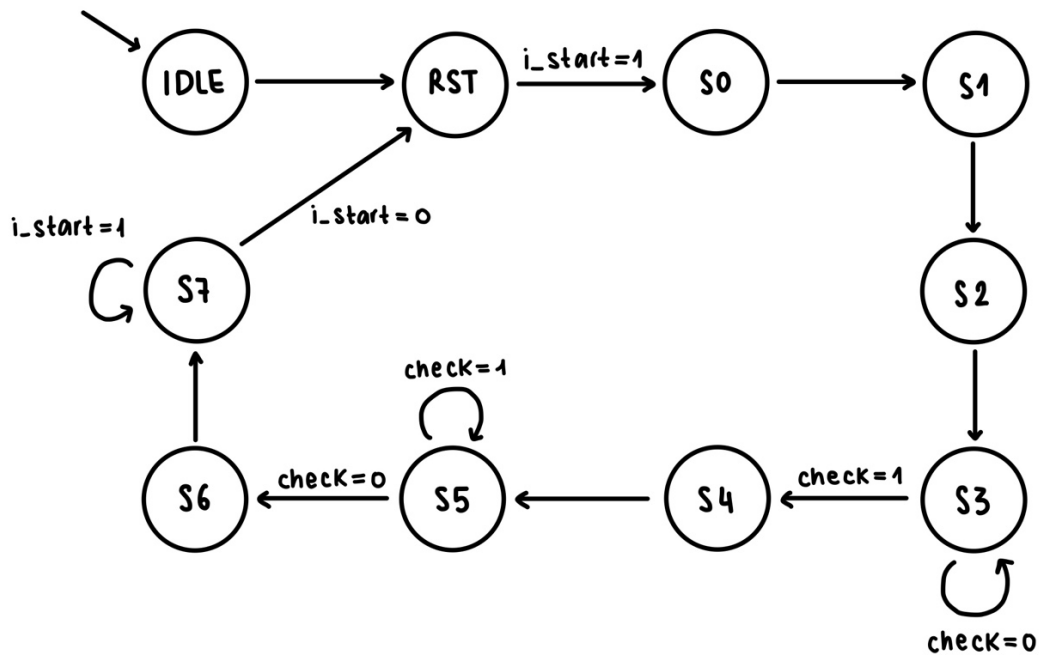 IDLE
RST
i_start=1
S0
S1
i_start=1
i_start=0
S7
S2
check=1
S6
check=0
S5
S4
check=1
S3
check=0